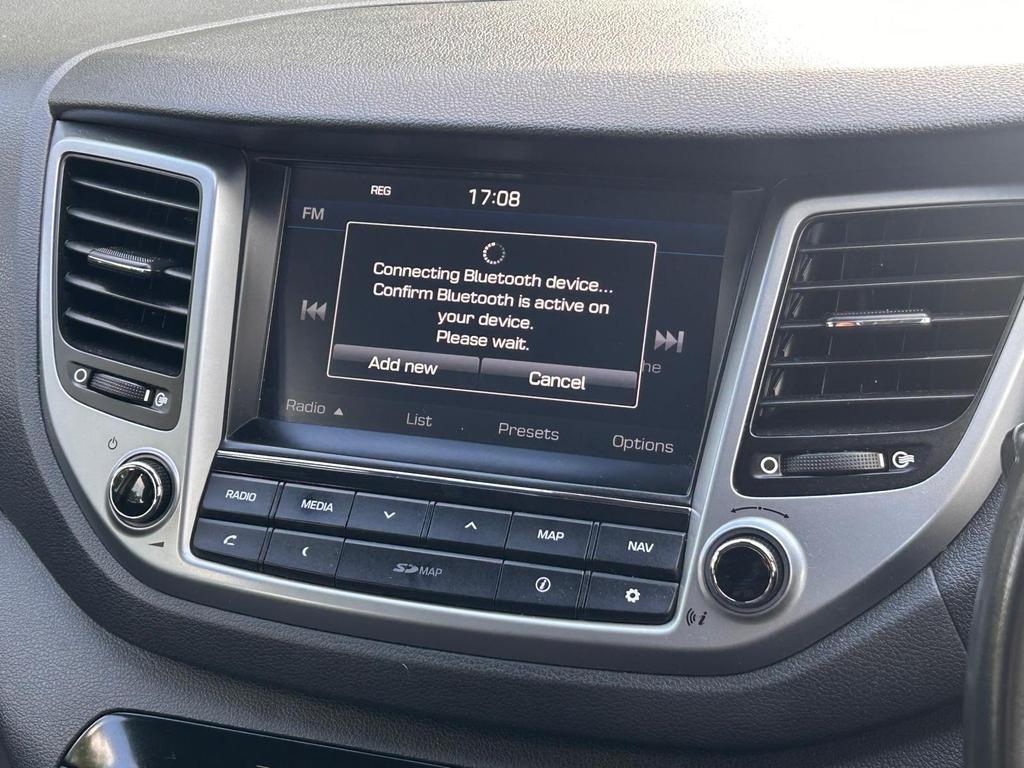 REG 17:08
FM
Connecting Bluetooth device...
Confirm Bluetooth is active on
your device.
Please wait.
Add new Cancel
he
Radio List Presets Options
RADIO MEDIA MAP NAV
SD MAP